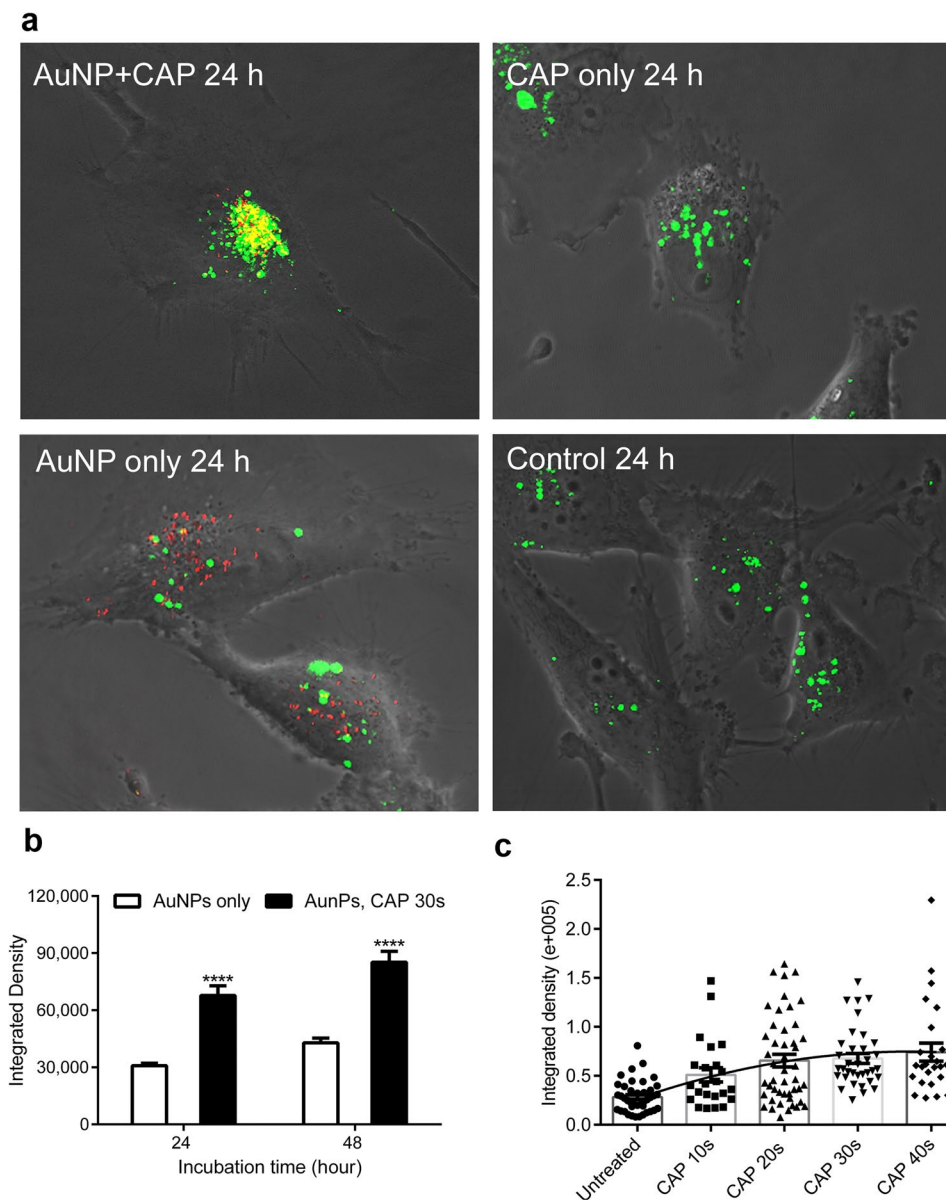 a
AuNP+CAP 24 h
CAP only 24 h
AuNP only 24 h
Control 24 h
b
120,000
90,000
60,000
30,000
0
Integrated Density
AuNPs only
AunPs, CAP 30s
****
****
24
48
Incubation time (hour)
c
2.5
2.0
1.5
1.0
0.5
0.0
Integrated density (e+005)
Untreated
CAP 10s
CAP 20s
CAP 30s
CAP 40s